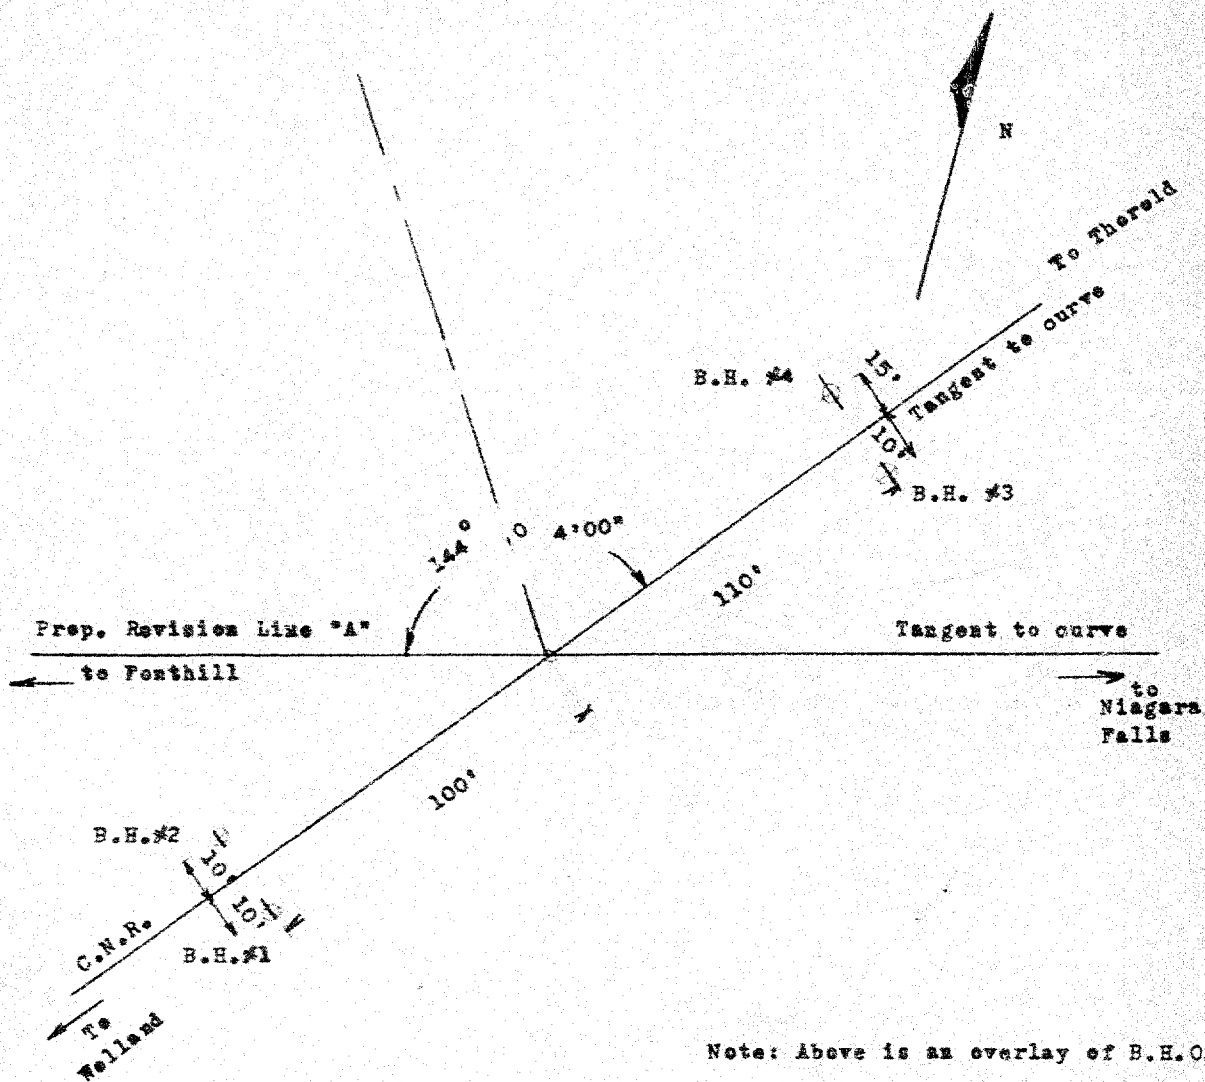 N
To Thorold
Tangent to curve
B.H. #4
15'
10'
B.H. #3
144° 04'00"
110'
Prop. Revision Line "A"
Tangent to curve
to Fonthill
to
Niagara
Falls
100'
B.H.#2
10'
10'
B.H.#1
C.N.R.
To
Welland
Note: Above is an overlay of B.H.O